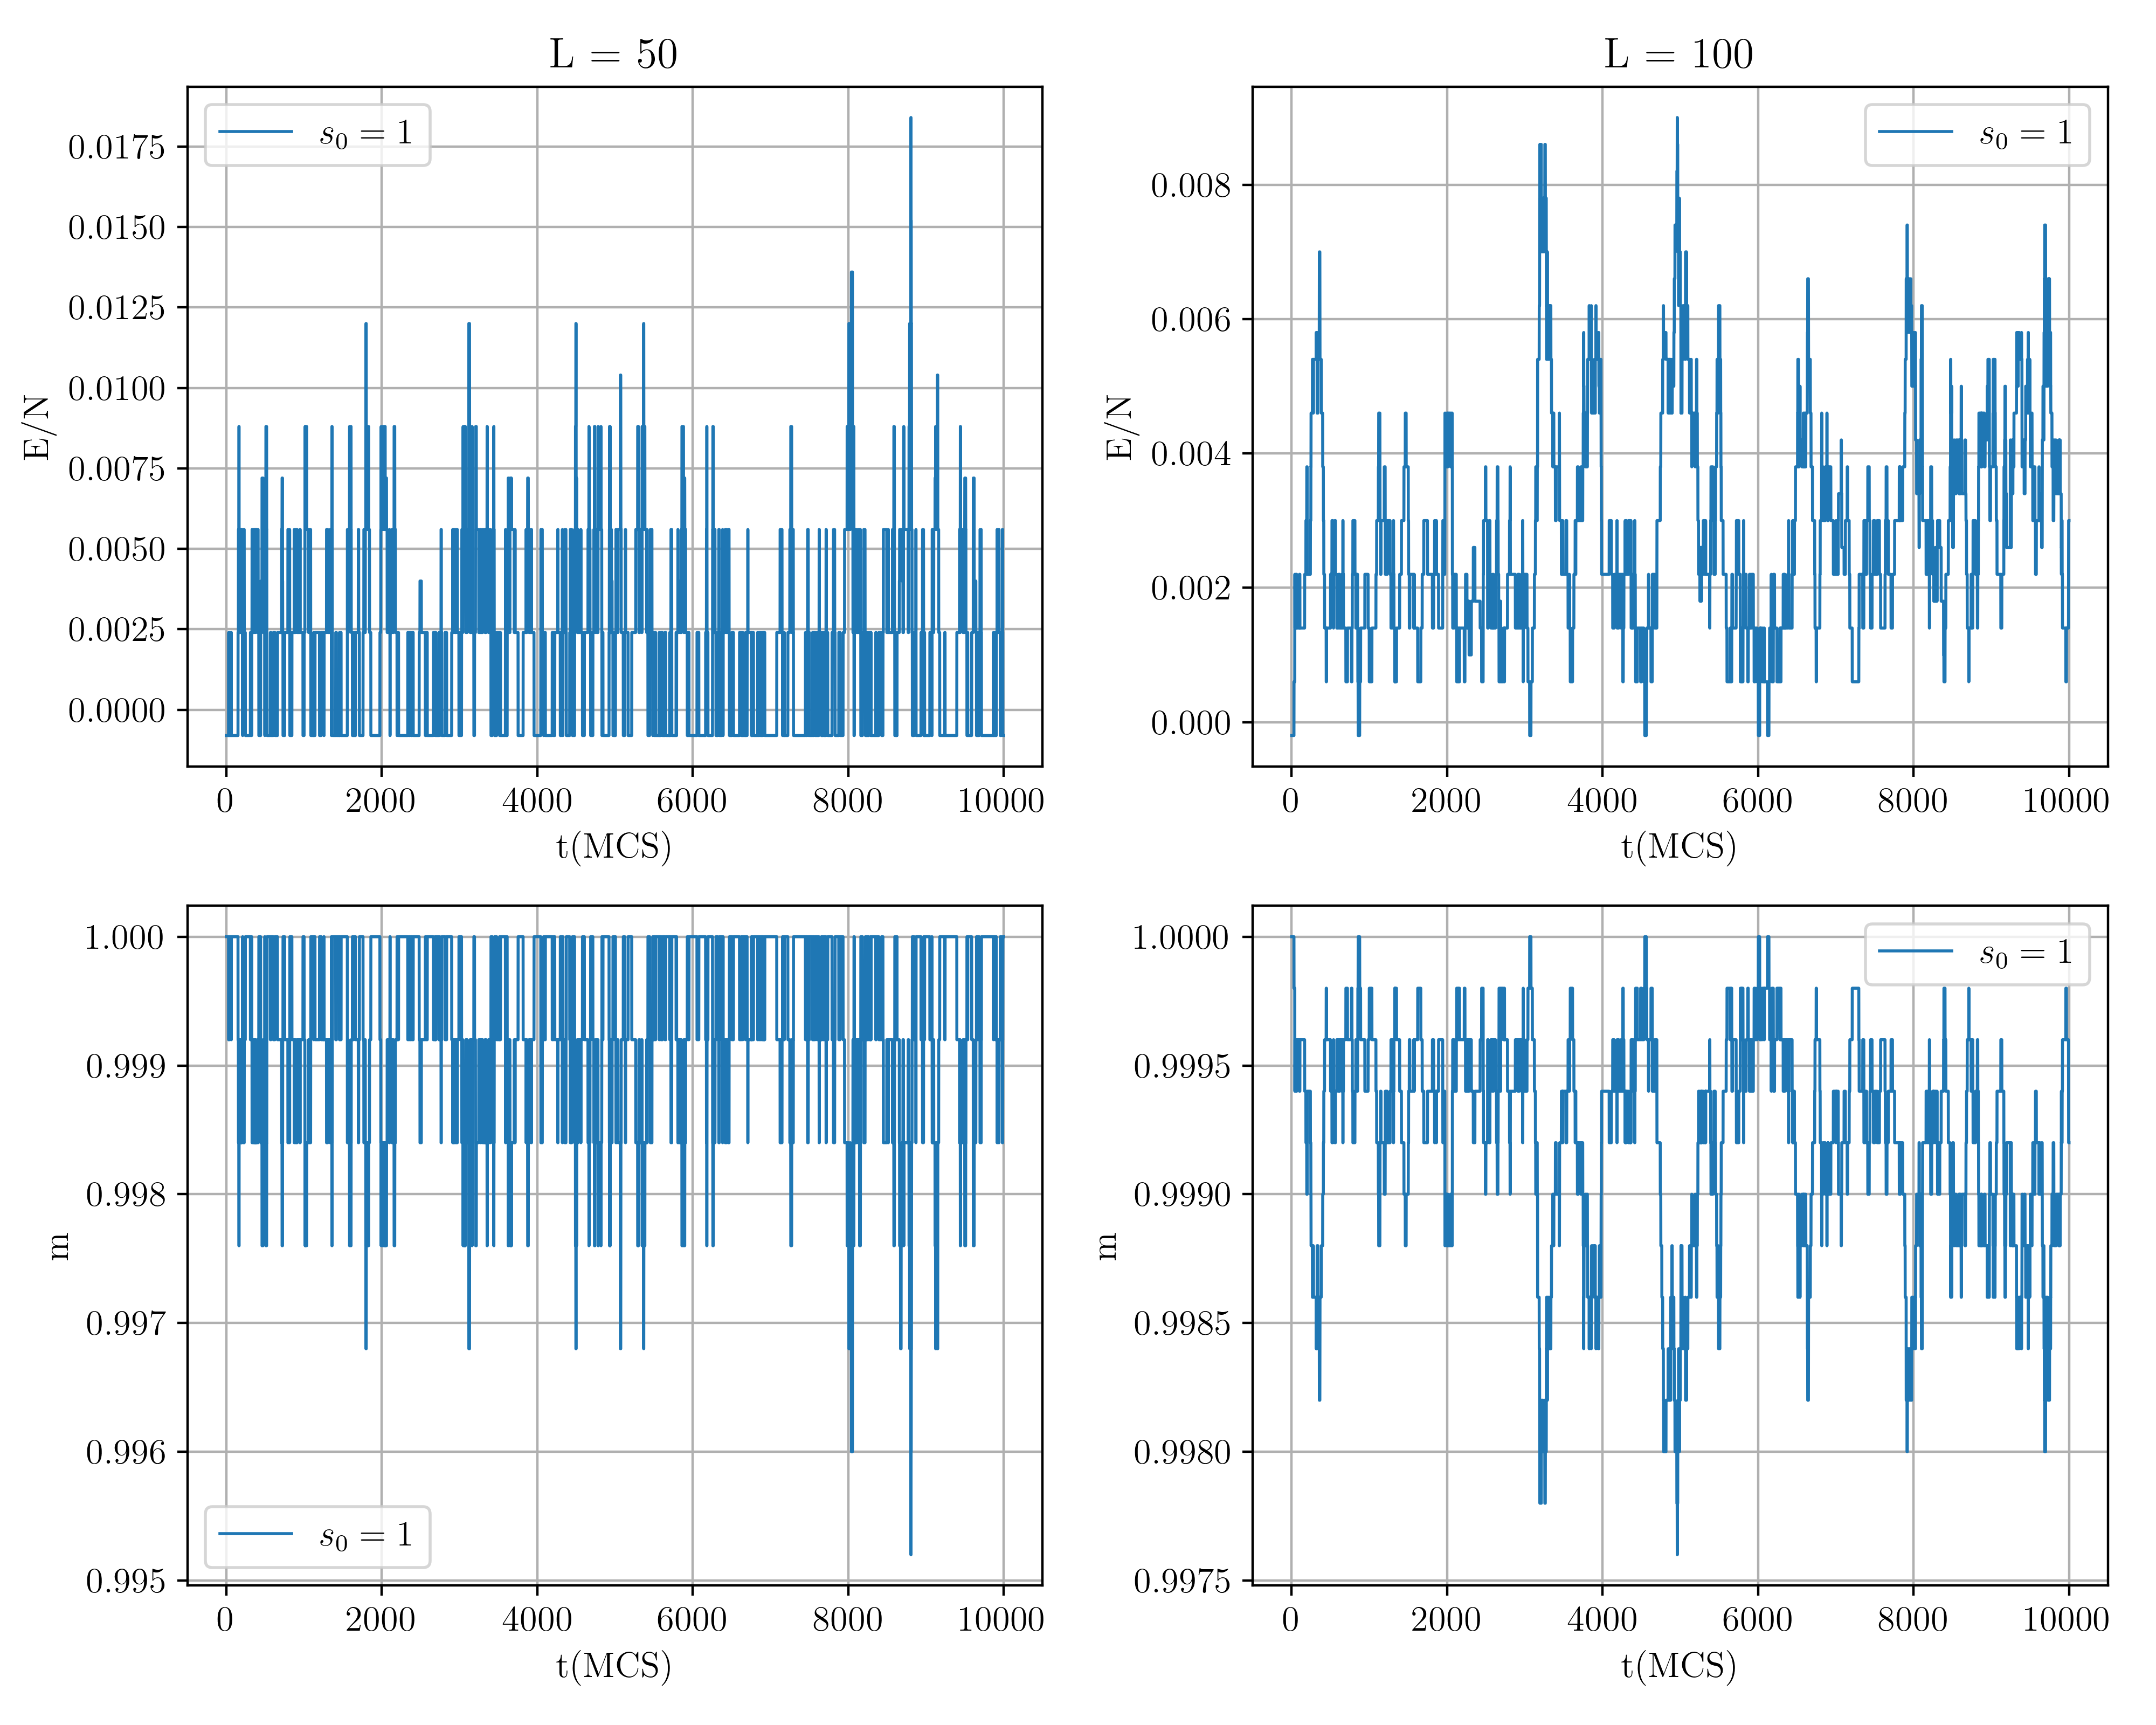 L = 50
s₀ = 1
E/N
0.0175
0.0150
0.0125
0.0100
0.0075
0.0050
0.0025
0.0000
0 2000 4000 6000 8000 10000
t(MCS)
L = 100
s₀ = 1
E/N
0.008
0.006
0.004
0.002
0.000
0 2000 4000 6000 8000 10000
t(MCS)
m
1.000
0.999
0.998
0.997
0.996
0.995
s₀ = 1
0 2000 4000 6000 8000 10000
t(MCS)
m
1.0000
0.9995
0.9990
0.9985
0.9980
0.9975
s₀ = 1
0 2000 4000 6000 8000 10000
t(MCS)